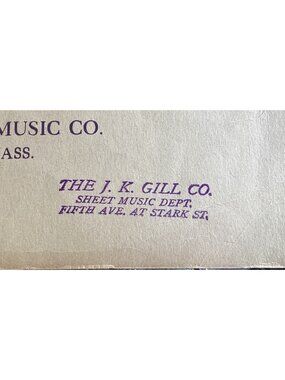 MUSIC CO.
ASS.
THE J. K. GILL CO.
SHEET MUSIC DEPT.
FIFTH AVE. AT STARK ST.